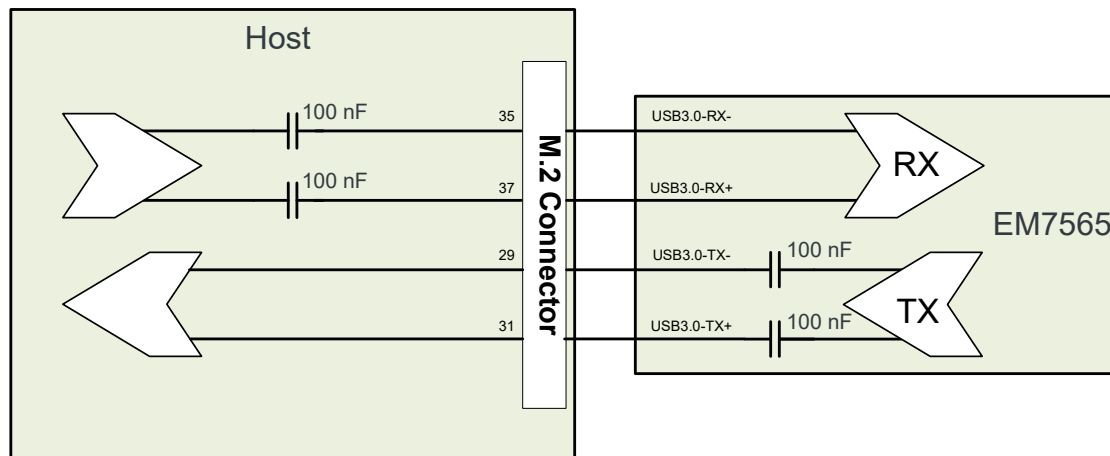 Host
100 nF
35
USB3.0-RX-
100 nF
37
USB3.0-RX+
RX
M.2 Connector
EM7565
29
USB3.0-TX-
100 nF
31
USB3.0-TX+
100 nF
TX